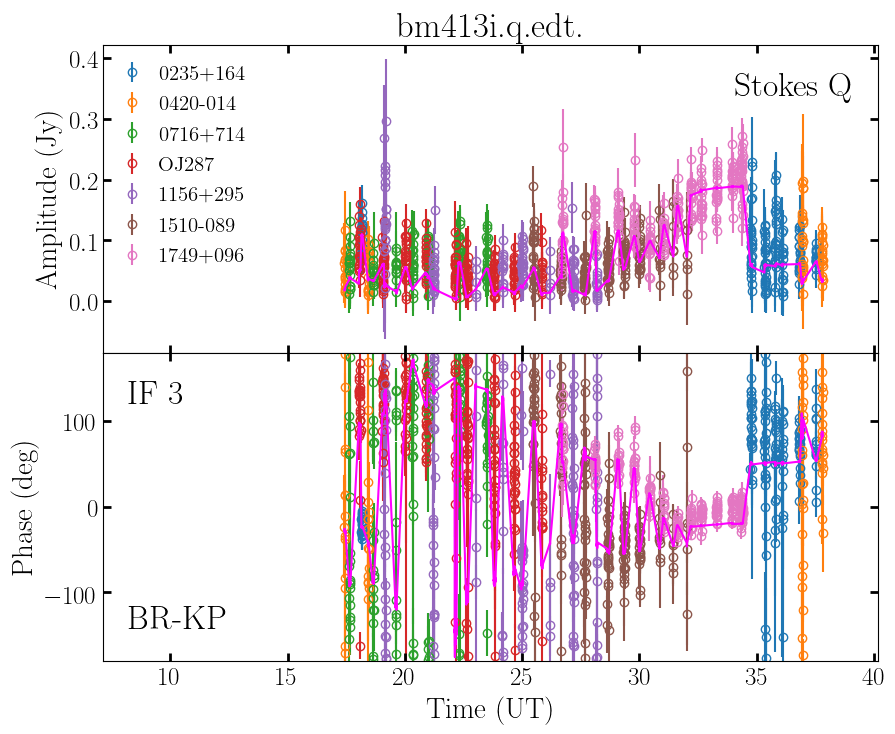 bm413i.q.edt.
Stokes Q
0235+164
0420-014
0716+714
OJ287
1156+295
1510-089
1749+096
Amplitude (Jy)
0.4
0.3
0.2
0.1
0.0
IF 3
BR-KP
Phase (deg)
100
0
−100
10 15 20 25 30 35 40
Time (UT)